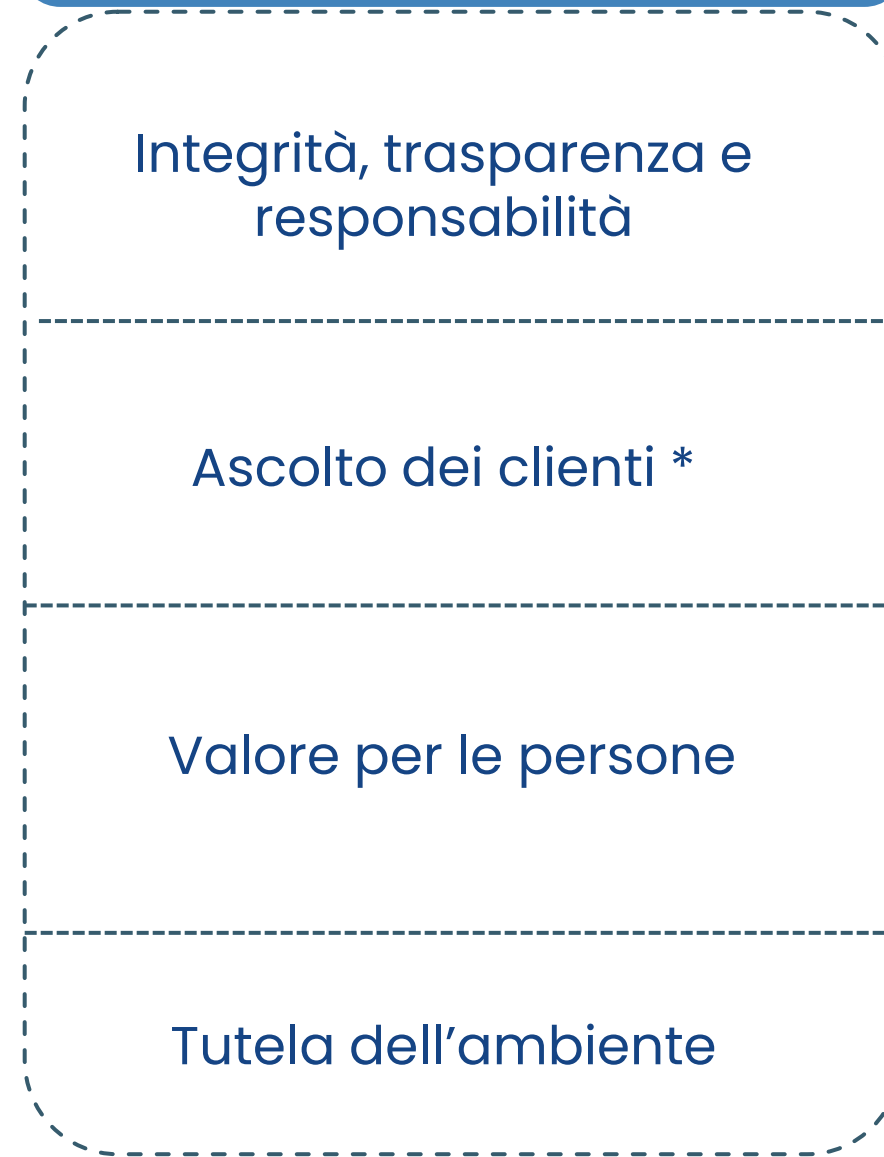 Integrità, trasparenza e
responsabilità
Ascolto dei clienti *
Valore per le persone
Tutela dell’ambiente